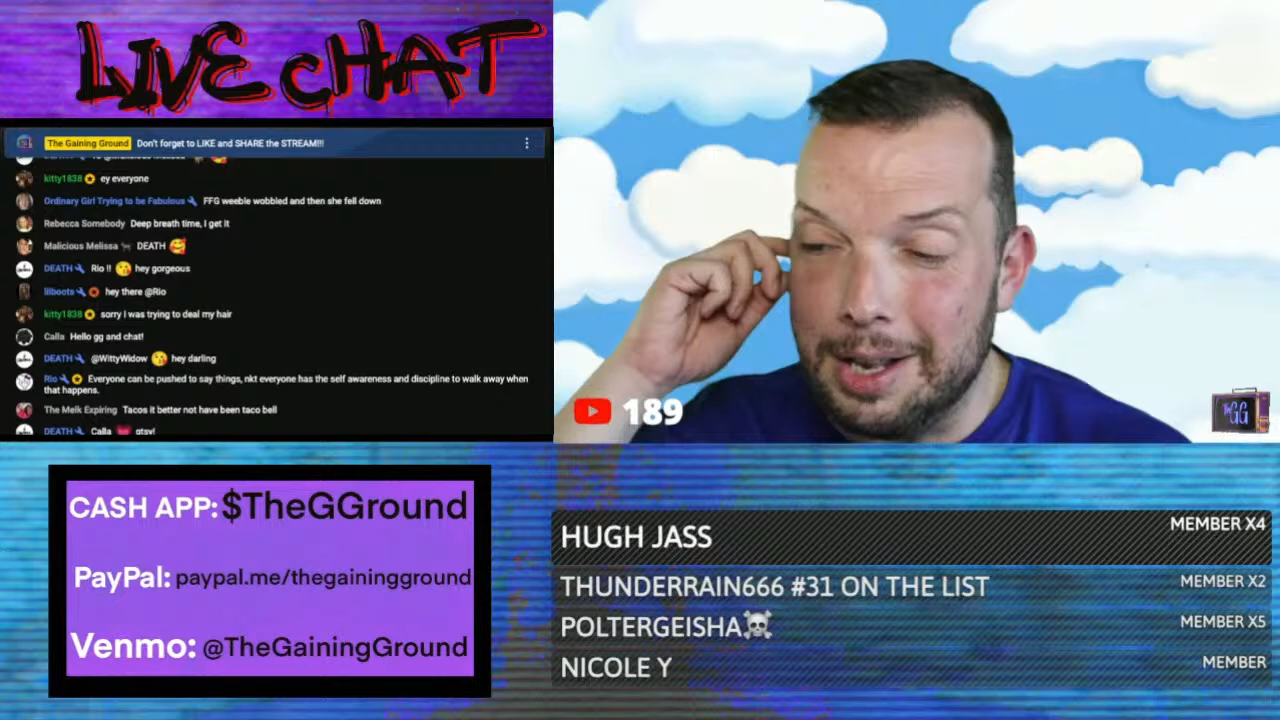 LIVE CHAT
The Gaining Ground Don't forget to LIKE and SHARE the STREAM!!!
kitty1838 ey everyone
Ordinary Girl Trying to be Fabulous FFG weeble wobbled and then she fell down
Rebecca Somebody Deep breath time, I get it
Malicious Melissa DEATH 🥰
DEATH Rio !! 😘 hey gorgeous
liiboots hey there @Rio
kitty1838 sorry I was trying to deal my hair
Calla Hello gg and chat!
DEATH @WittyWidow 😘 hey darling
Rio Everyone can be pushed to say things, nkt everyone has the self awareness and discipline to walk away when
that happens.
The Melk Expiring Tacos it better not have been taco bell
DEATH Calla gtsy!
189
The GG
CASH APP: $TheGGround
PayPal: paypal.me/thegainingground
Venmo: @TheGainingGround
HUGH JASS MEMBER X4
THUNDERRAIN666 #31 ON THE LIST MEMBER X2
POLTERGEISHA☠ MEMBER X5
NICOLE Y MEMBER